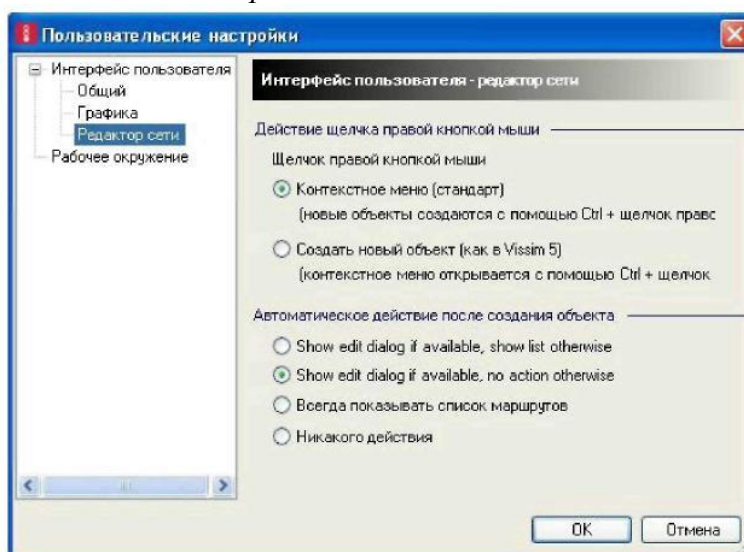 Пользовательские настройки
Интерфейс пользователя
Общий
Графика
Редактор сети
Рабочее окружение
Интерфейс пользователя - редактор сети
Действие щелчка правой кнопкой мыши
Щелчок правой кнопкой мыши
Контекстное меню (стандарт)
(новые объекты создаются с помощью Ctrl + щелчок правс
Создать новый объект (как в Vissim 5)
(контекстное меню открывается с помощью Ctrl + щелчок
Автоматическое действие после создания объекта
Show edit dialog if available, show list otherwise
Show edit dialog if available, no action otherwise
Всегда показывать список маршрутов
Никакого действия
OK
Отмена